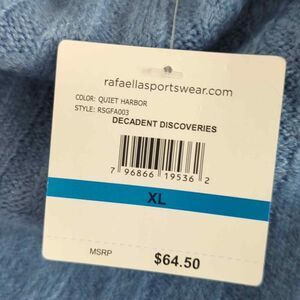 rafaellasportswear.com
COLOR: QUIET HARBOR
STYLE: RSGFA003
DECADENT DISCOVERIES
7 96866 19536 2
XL
MSRP $64.50